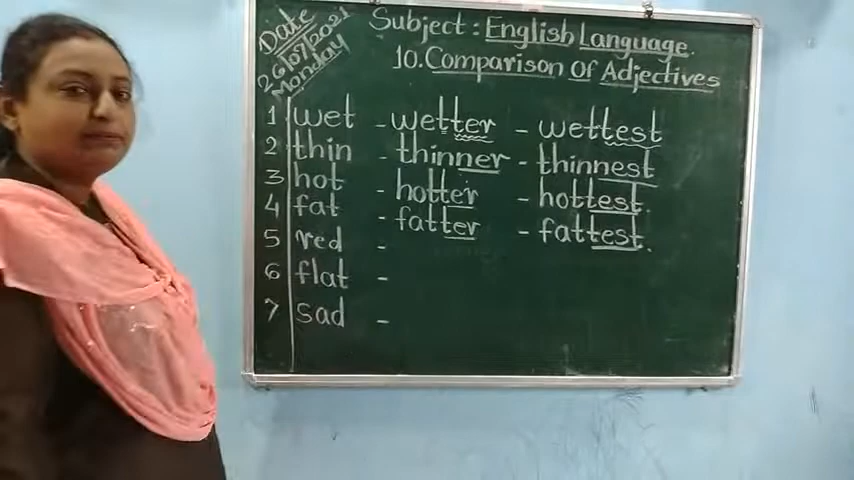 Date
26/07/2021
Monday
Subject : English Language
10. Comparison Of Adjectives
1 wet - wetter - wettest
2 thin - thinner - thinnest
3 hot - hotter - hottest
4 fat - fatter - fattest.
5 red -
6 flat -
7 sad -